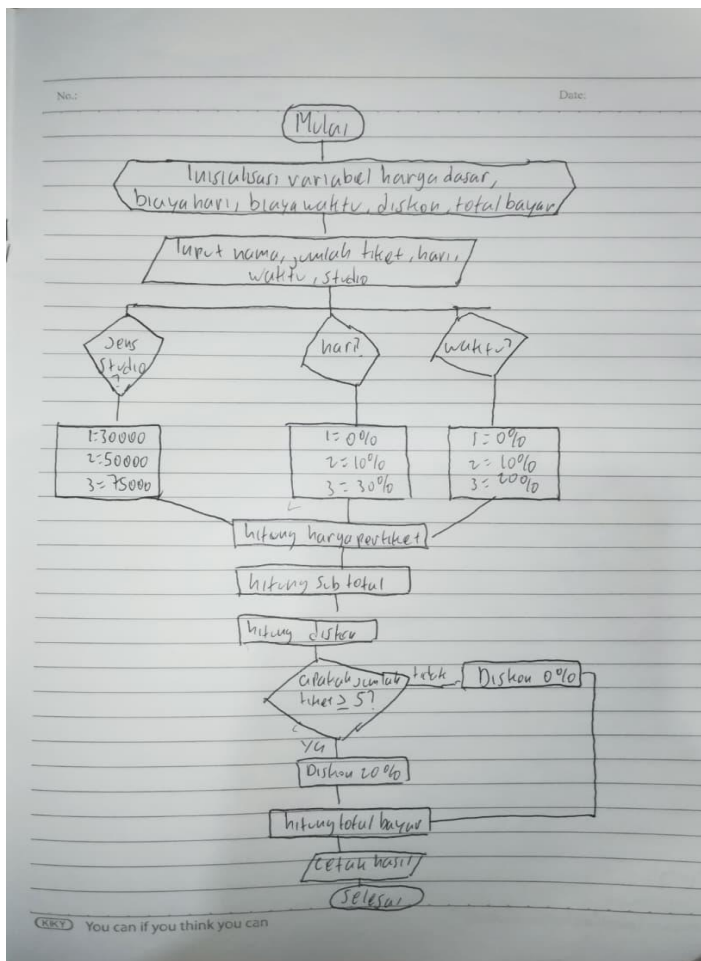 No.:
Date:
Mulai
Inisialisasi variabel harga dasar,
biaya hari, biaya waktu, diskon, total bayar
Input nama, jumlah tiket, hari,
waktu, studio
Jens
studio
?
hari?
waktu?
1=30000
2=50000
3=75000
1=0%
2=10%
3=30%
1=0%
2=10%
3=20%
hitung harga pertiket
hitung sub total
hitung diskon
apakah jumlah
tiket ≥ 5?
tidak
Diskon 0%
Ya
Diskon 20%
hitung total bayar
cetak hasil
selesai
KIKY You can if you think you can